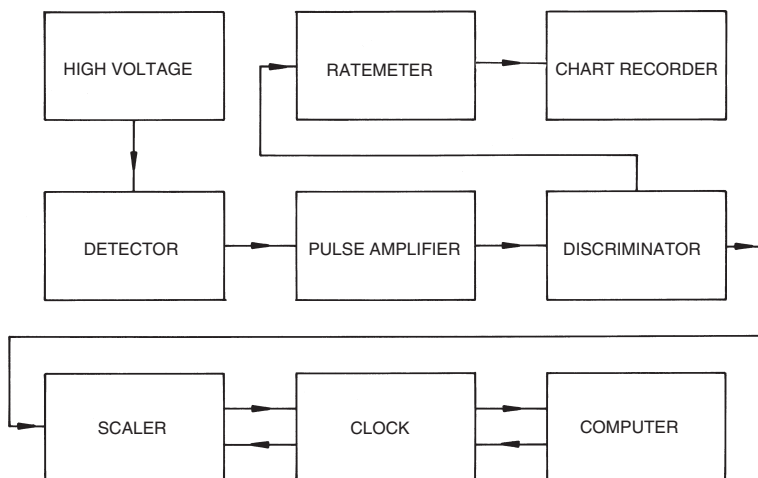 HIGH VOLTAGE
RATEMETER
CHART RECORDER
DETECTOR
PULSE AMPLIFIER
DISCRIMINATOR
SCALER
CLOCK
COMPUTER